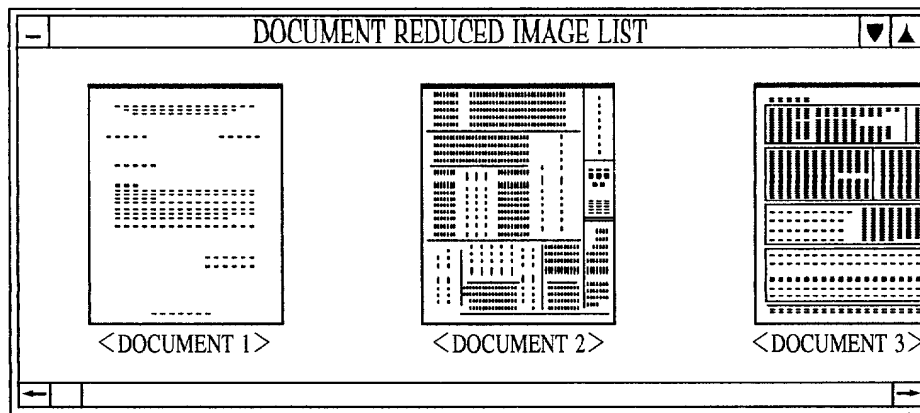 DOCUMENT REDUCED IMAGE LIST
<DOCUMENT 1> <DOCUMENT 2> <DOCUMENT 3>